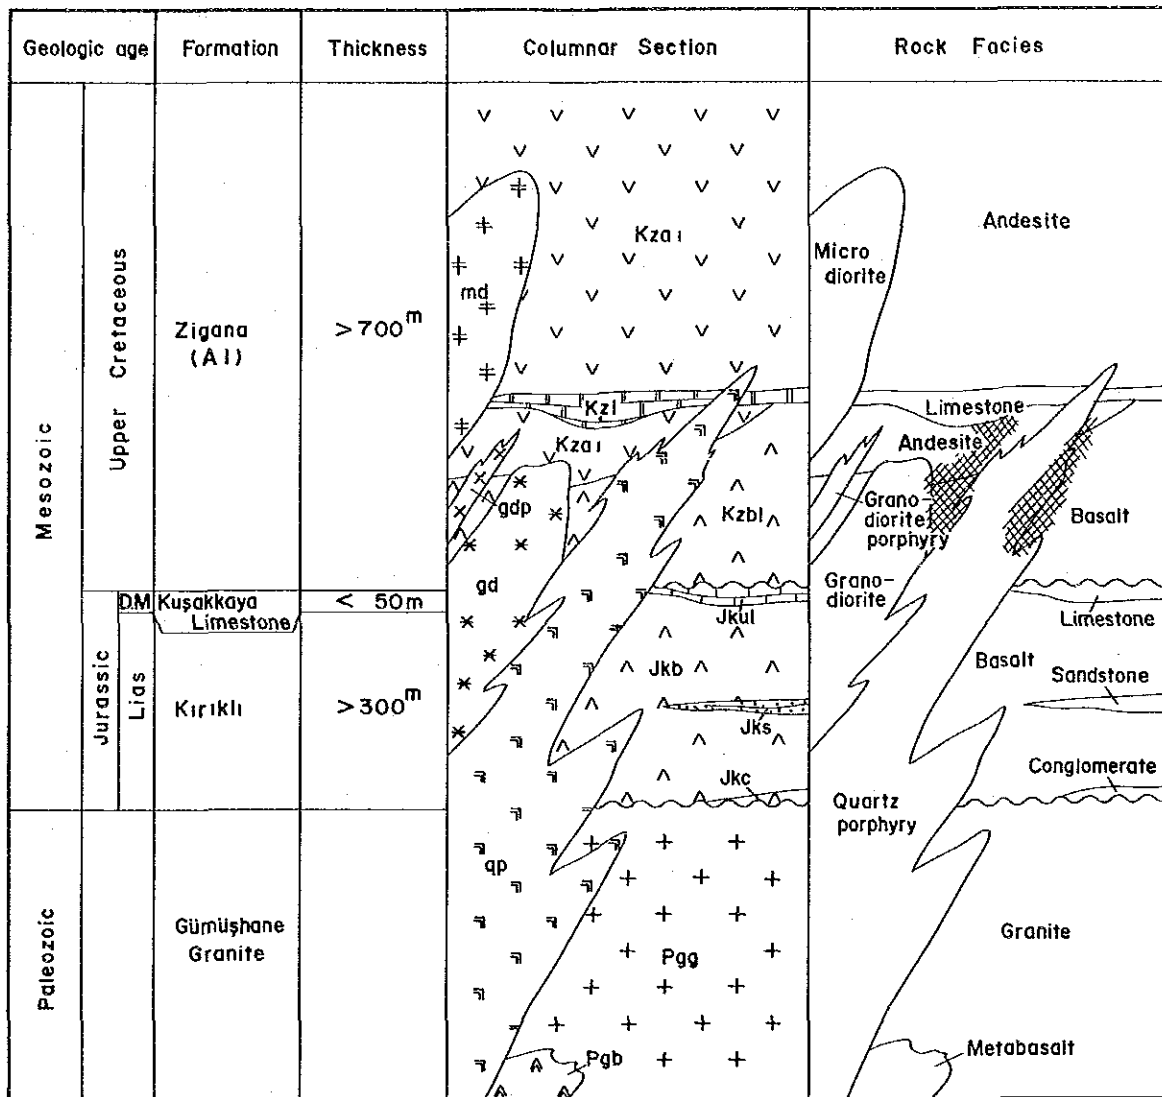 Geologic age
Formation
Thickness
Columnar Section
Rock Facies
Mesozoic
Upper Cretaceous
Zigana
(A I)
>700m
Kzaı
md
Kzl
Kzaı
gdp
Kzbl
gd
Andesite
Micro
diorite
Limestone
Andesite
Grano-
diorite
porphyry
Basalt
Grano-
diorite
Jurassic
D.M
Kuşakkaya
Limestone
< 50m
Jkul
Limestone
Lias
Kırıklı
>300m
Jkb
Jks
Jkc
Basalt
Sandstone
Conglomerate
Quartz
porphyry
Paleozoic
Gümüşhane
Granite
qp
Pgg
Pgb
Granite
Metabasalt